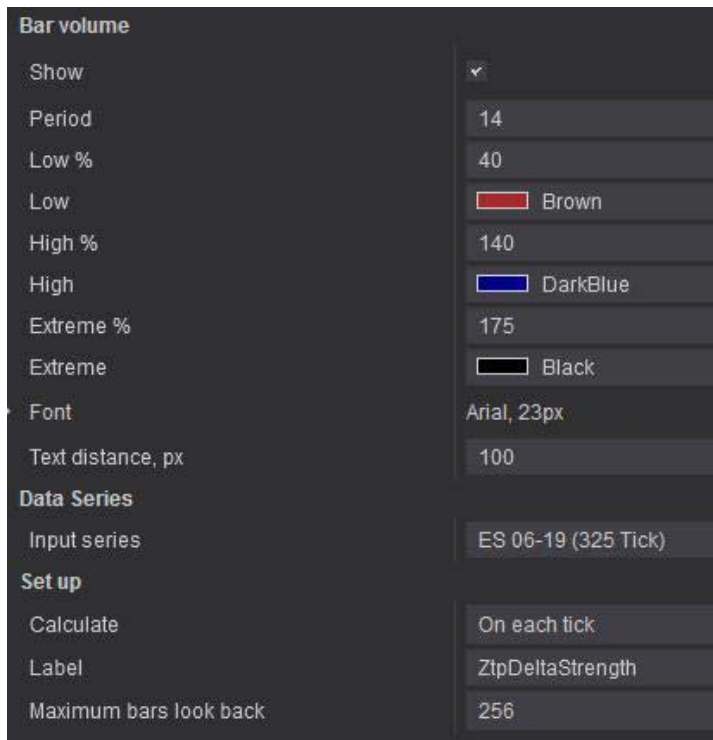 Bar volume
Show
Period 14
Low % 40
Low Brown
High % 140
High DarkBlue
Extreme % 175
Extreme Black
Font Arial, 23px
Text distance, px 100
Data Series
Input series ES 06-19 (325 Tick)
Set up
Calculate On each tick
Label ZtpDeltaStrength
Maximum bars look back 256